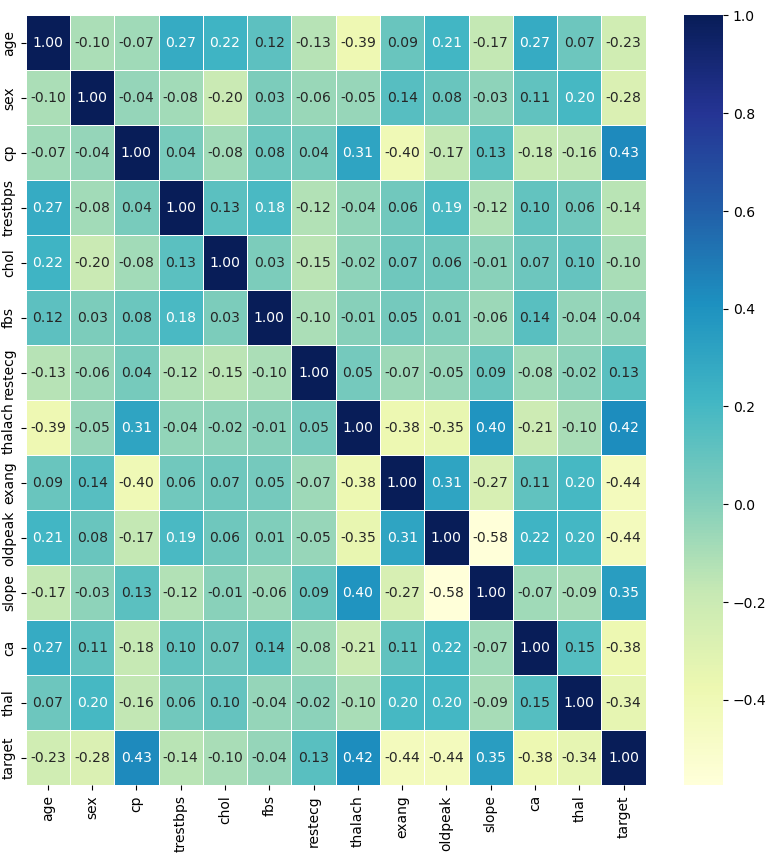 age 1.00 -0.10 -0.07 0.27 0.22 0.12 -0.13 -0.39 0.09 0.21 -0.17 0.27 0.07 -0.23
sex -0.10 1.00 -0.04 -0.08 -0.20 0.03 -0.06 -0.05 0.14 0.08 -0.03 0.11 0.20 -0.28
cp -0.07 -0.04 1.00 0.04 -0.08 0.08 0.04 0.31 -0.40 -0.17 0.13 -0.18 -0.16 0.43
trestbps 0.27 -0.08 0.04 1.00 0.13 0.18 -0.12 -0.04 0.06 0.19 -0.12 0.10 0.06 -0.14
chol 0.22 -0.20 -0.08 0.13 1.00 0.03 -0.15 -0.02 0.07 0.06 -0.01 0.07 0.10 -0.10
fbs 0.12 0.03 0.08 0.18 0.03 1.00 -0.10 -0.01 0.05 0.01 -0.06 0.14 -0.04 -0.04
restecg -0.13 -0.06 0.04 -0.12 -0.15 -0.10 1.00 0.05 -0.07 -0.05 0.09 -0.08 -0.02 0.13
thalach -0.39 -0.05 0.31 -0.04 -0.02 -0.01 0.05 1.00 -0.38 -0.35 0.40 -0.21 -0.10 0.42
exang 0.09 0.14 -0.40 0.06 0.07 0.05 -0.07 -0.38 1.00 0.31 -0.27 0.11 0.20 -0.44
oldpeak 0.21 0.08 -0.17 0.19 0.06 0.01 -0.05 -0.35 0.31 1.00 -0.58 0.22 0.20 -0.44
slope -0.17 -0.03 0.13 -0.12 -0.01 -0.06 0.09 0.40 -0.27 -0.58 1.00 -0.07 -0.09 0.35
ca 0.27 0.11 -0.18 0.10 0.07 0.14 -0.08 -0.21 0.11 0.22 -0.07 1.00 0.15 -0.38
thal 0.07 0.20 -0.16 0.06 0.10 -0.04 -0.02 -0.10 0.20 0.20 -0.09 0.15 1.00 -0.34
target -0.23 -0.28 0.43 -0.14 -0.10 -0.04 0.13 0.42 -0.44 -0.44 0.35 -0.38 -0.34 1.00
age sex cp trestbps chol fbs restecg thalach exang oldpeak slope ca thal target
1.0
0.8
0.6
0.4
0.2
0.0
−0.2
−0.4